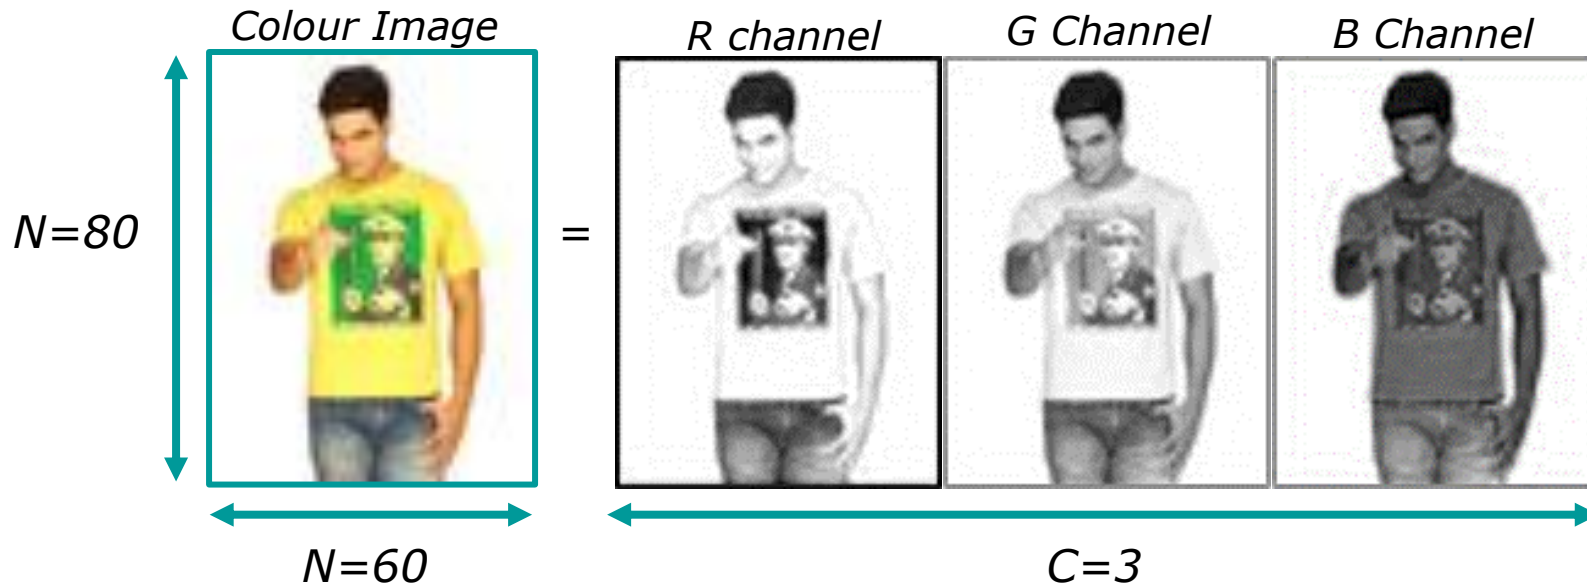 Colour Image
R channel
G Channel
B Channel
N=80
=
N=60
C=3